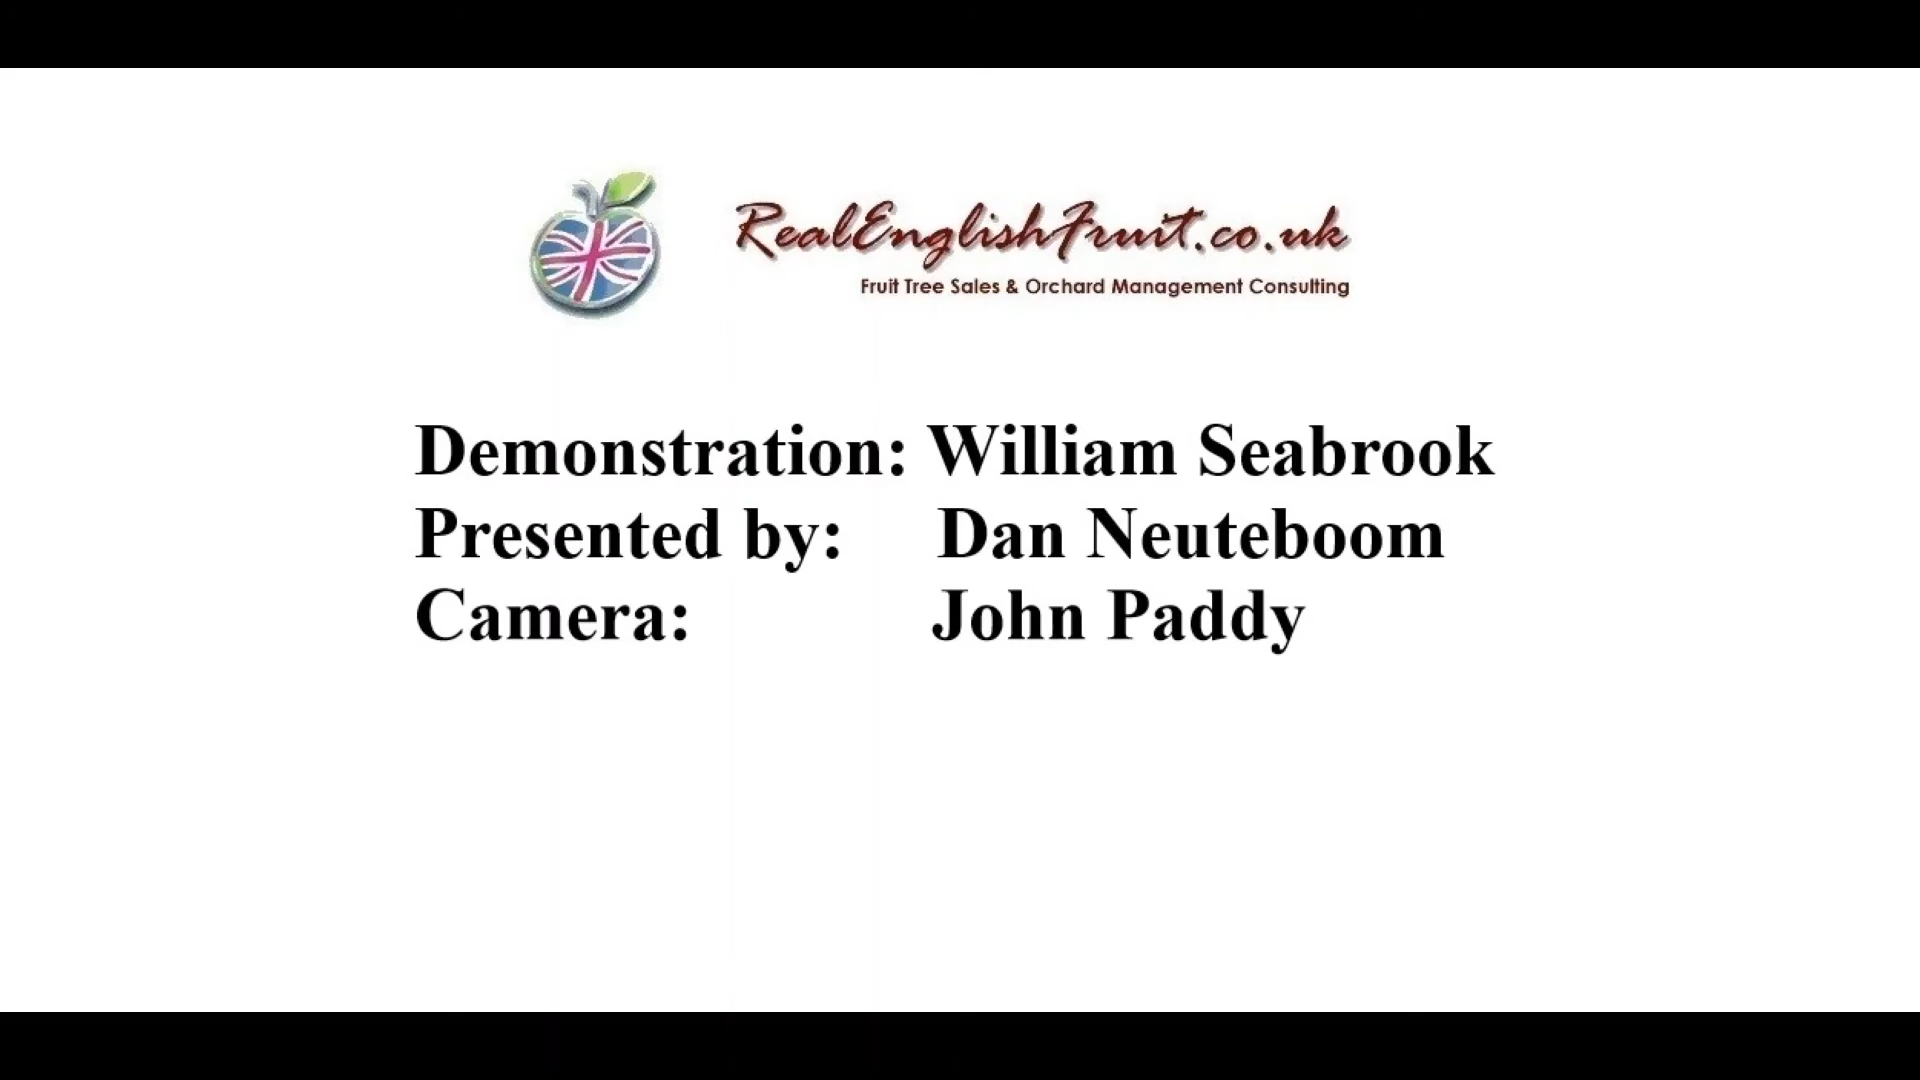 RealEnglishFruit.co.uk
Fruit Tree Sales & Orchard Management Consulting
Demonstration: William Seabrook
Presented by: Dan Neuteboom
Camera: John Paddy